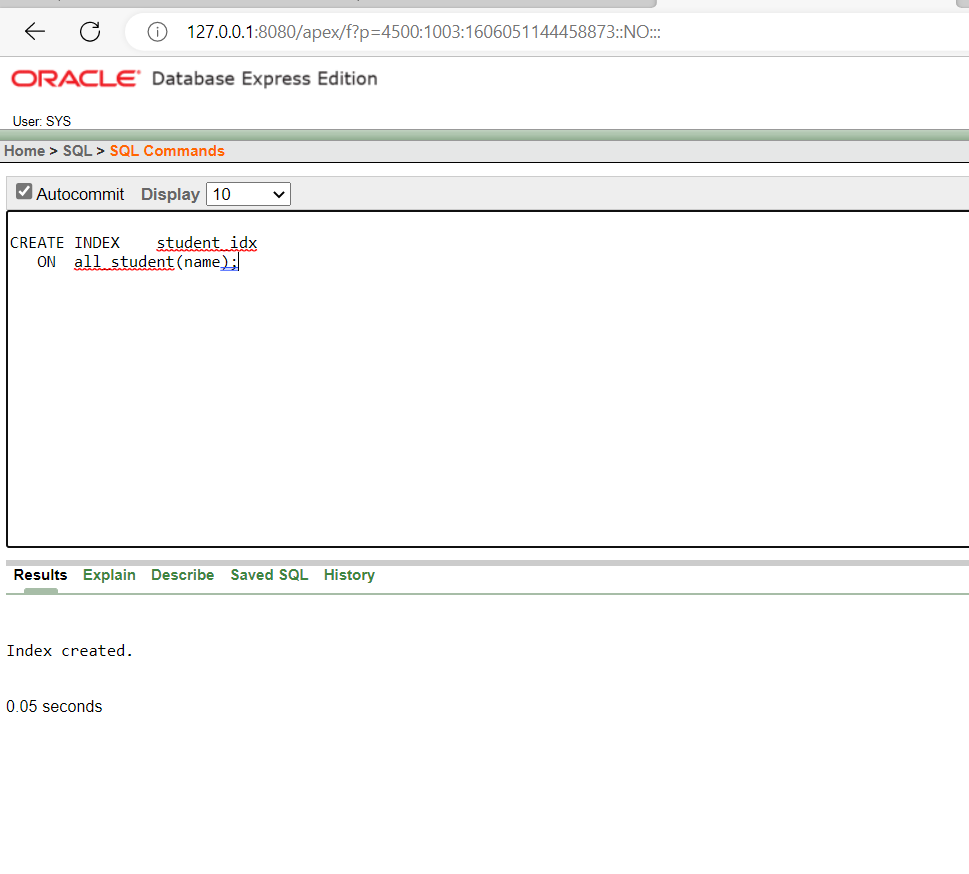 127.0.0.1:8080/apex/f?p=4500:1003:1606051144458873::NO:::
ORACLE Database Express Edition
User: SYS
Home > SQL > SQL Commands
Autocommit Display 10
CREATE INDEX    student_idx
   ON  all_student(name);
Results Explain Describe Saved SQL History
Index created.
0.05 seconds